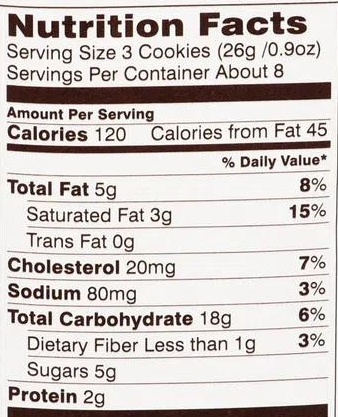 Nutrition Facts
Serving Size 3 Cookies (26g /0.9oz)
Servings Per Container About 8
Amount Per Serving
Calories 120 Calories from Fat 45
% Daily Value*
Total Fat 5g 8%
Saturated Fat 3g 15%
Trans Fat 0g
Cholesterol 20mg 7%
Sodium 80mg 3%
Total Carbohydrate 18g 6%
Dietary Fiber Less than 1g 3%
Sugars 5g
Protein 2g